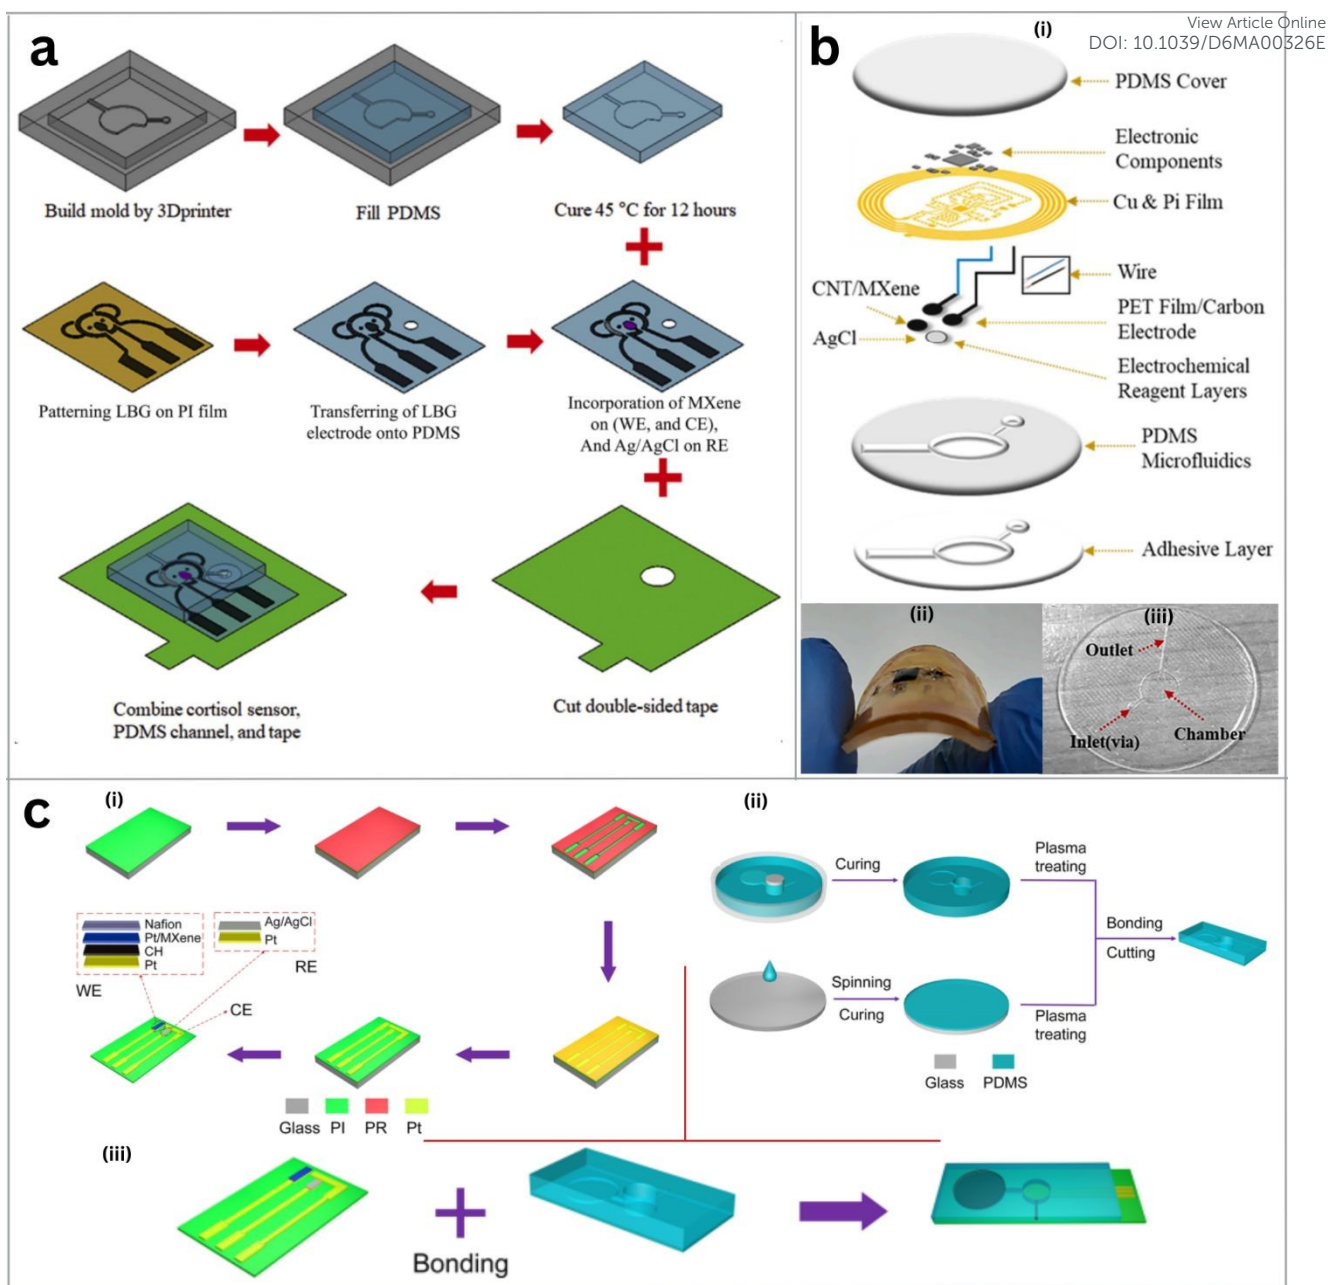 View Article Online
DOI: 10.1039/D6MA00326E
a
Build mold by 3Dprinter
Fill PDMS
Cure 45 °C for 12 hours
Patterning LBG on PI film
Transferring of LBG
electrode onto PDMS
Incorporation of MXene
on (WE, and CE),
And Ag/AgCl on RE
Combine cortisol sensor,
PDMS channel, and tape
Cut double-sided tape
b
(i)
PDMS Cover
Electronic
Components
Cu & Pi Film
Wire
CNT/MXene
PET Film/Carbon
Electrode
AgCl
Electrochemical
Reagent Layers
PDMS
Microfluidics
Adhesive Layer
(ii)
(iii)
Outlet
Inlet(via)
Chamber
c
(i)
Nafion
Pt/MXene
CH
Pt
WE
Ag/AgCl
Pt
RE
CE
Glass PI PR Pt
(ii)
Curing
Plasma
treating
Bonding
Cutting
Spinning
Curing
Plasma
treating
Glass PDMS
(iii)
Bonding